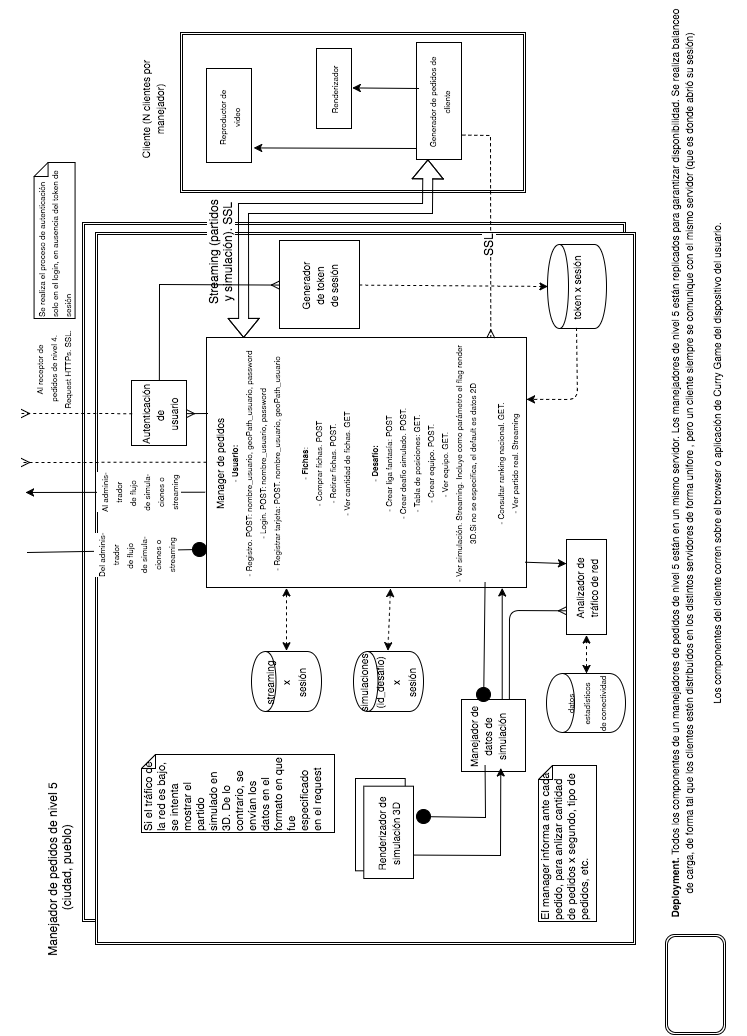 Manejador de pedidos de nivel 5
(ciudad, pueblo)
Se realiza el proceso de autenticación
solo en el login, en ausencia del token de
sesión
Al receptor de
pedidos de nivel 4.
Request HTTPs. SSL.
Cliente (N clientes por
manejador)
Reproductor de
video
Renderizador
Generador de pedidos de
cliente
Streaming (partidos
y simulación). SSL
SSL
Autenticación
de
usuario
Generador
de token
de sesión
token x sesión
Al adminis-
trador
de flujo
de simula-
ciones o
streaming
Del adminis-
trador
de flujo
de simula-
ciones o
streaming
Manager de pedidos
- Usuario:
- Registro. POST. nombre_usuario, geoPath_usuario, password
- Login. POST. nombre_usuario, password
- Registrar tarjeta: POST. nombre_usuario, geoPath_usuario
- Fichas:
- Comprar fichas. POST
- Retirar fichas. POST.
- Ver cantidad de fichas. GET
- Desafío:
- Crear liga fantasía: POST
- Crear desafío simulado. POST.
- Tabla de posiciones: GET.
- Crear equipo. POST.
- Ver equipo. GET.
- Ver simulación. Streaming. Incluye como parámetro el flag render
3D.Si no se especifica, el default es datos 2D
- Consultar ranking nacional. GET.
- Ver partido real. Streaming
streaming
x
sesión
simulaciones
(id_desafio)
x
sesión
Manejador de
datos de
simulación
Analizador de
tráfico de red
datos
estadísticos
de conectividad
Si el tráfico de
la red es bajo,
se intenta
mostrar el
partido
simulado en
3D. De lo
contrario, se
envían los
datos en el
formato en que
fue
especificado
en el request
Renderizador de
simulación 3D
El manager informa ante cada
pedido, para anlizar cantidad
de pedidos x segundo, tipo de
pedidos, etc.
Deployment. Todos los componentes de un manejadores de pedidos de nivel 5 están en un mismo servidor. Los manejadores de nivel 5 están replicados para garantizar disponibilidad. Se realiza balanceo
de carga, de forma tal que los clientes estén distribuidos en los distintos servidores de forma unifore , pero un cliente siempre se comunique con el mismo servidor (que es donde abrió su sesión)
Los componentes del cliente corren sobre el browser o aplicación de Curry Game del dispositivo del usuario.